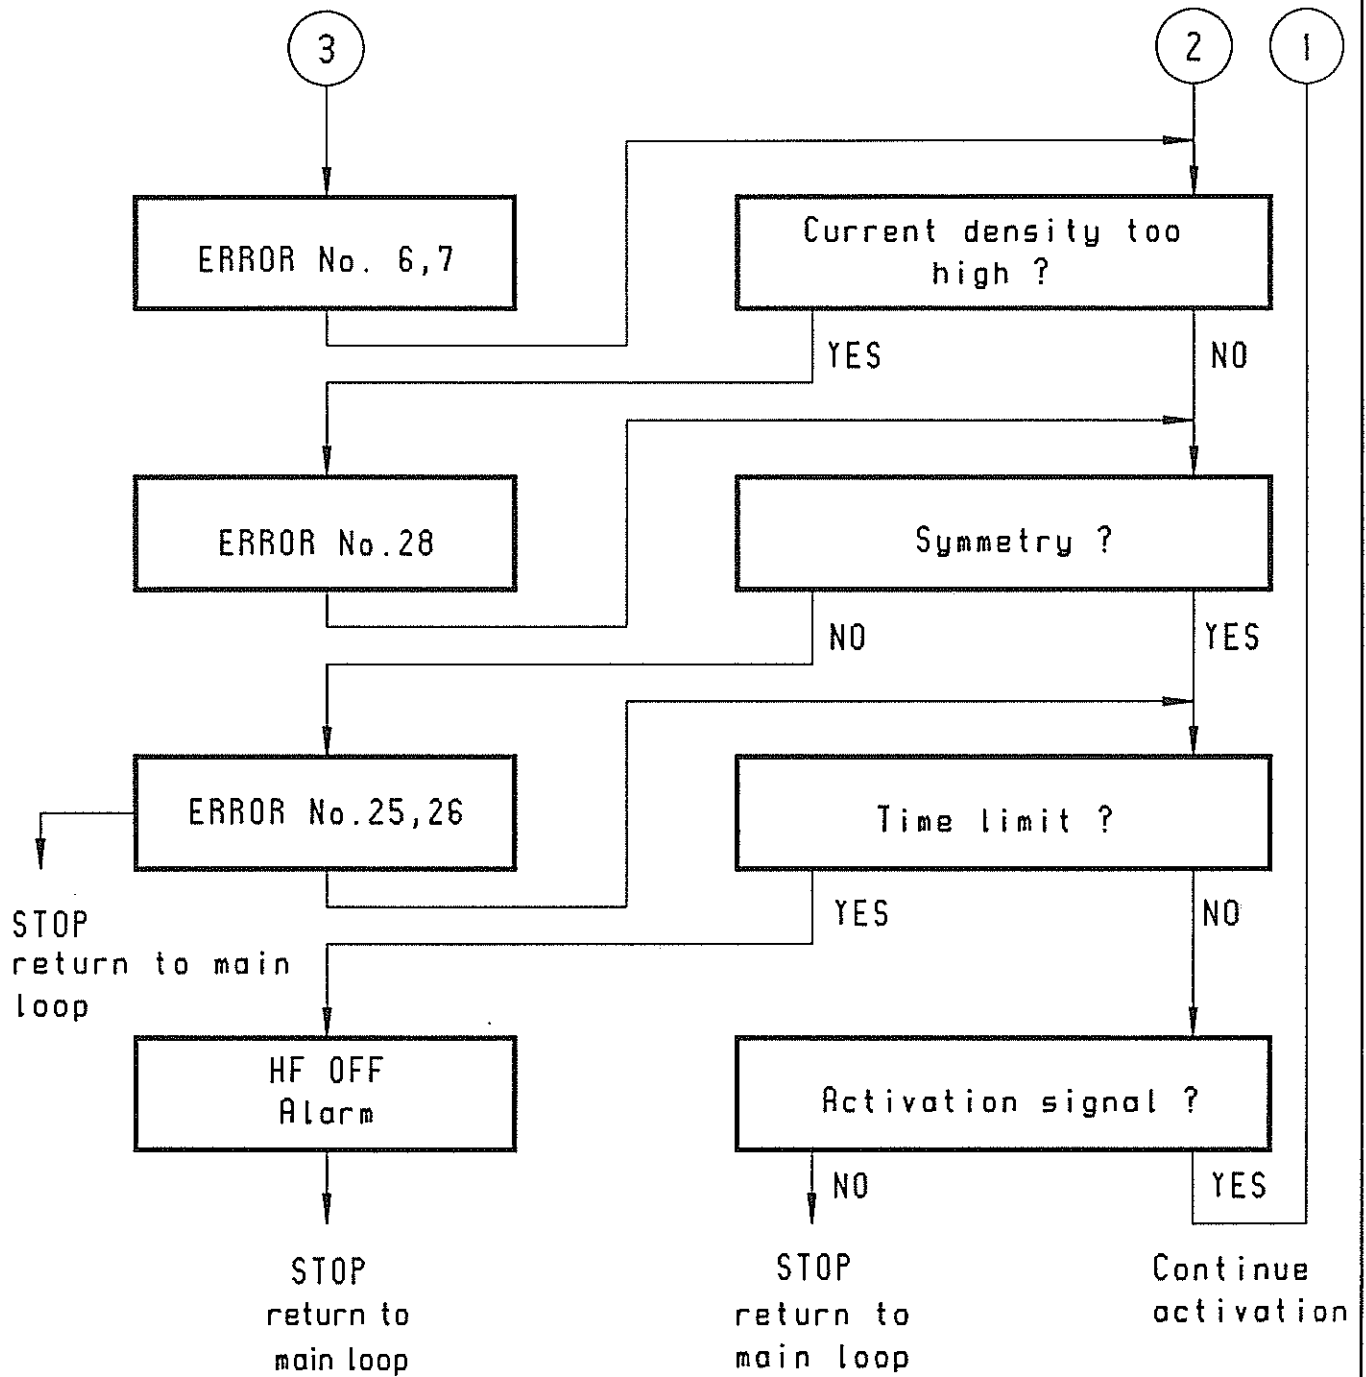 3
2
1
ERROR No. 6,7
Current density too
high ?
YES
NO
ERROR No.28
Symmetry ?
NO
YES
ERROR No.25,26
Time limit ?
STOP
return to main
loop
YES
NO
HF OFF
Alarm
Activation signal ?
NO
YES
STOP
return to
main loop
STOP
return to
main loop
Continue
activation